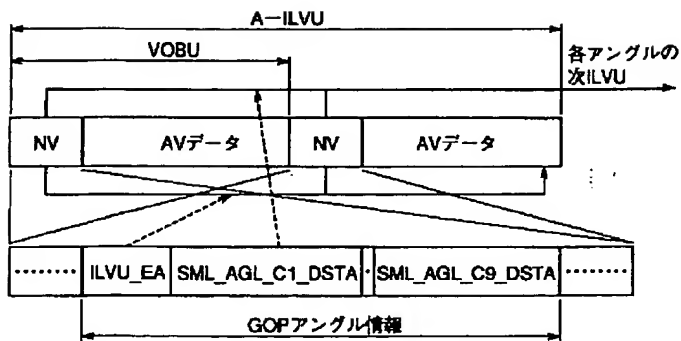 A-ILVU
VOBU
各アングルの
次ILVU
NV
AVデータ
NV
AVデータ
ILVU_EA
SML_AGL_C1_DSTA
SML_AGL_C9_DSTA
GOPアングル情報